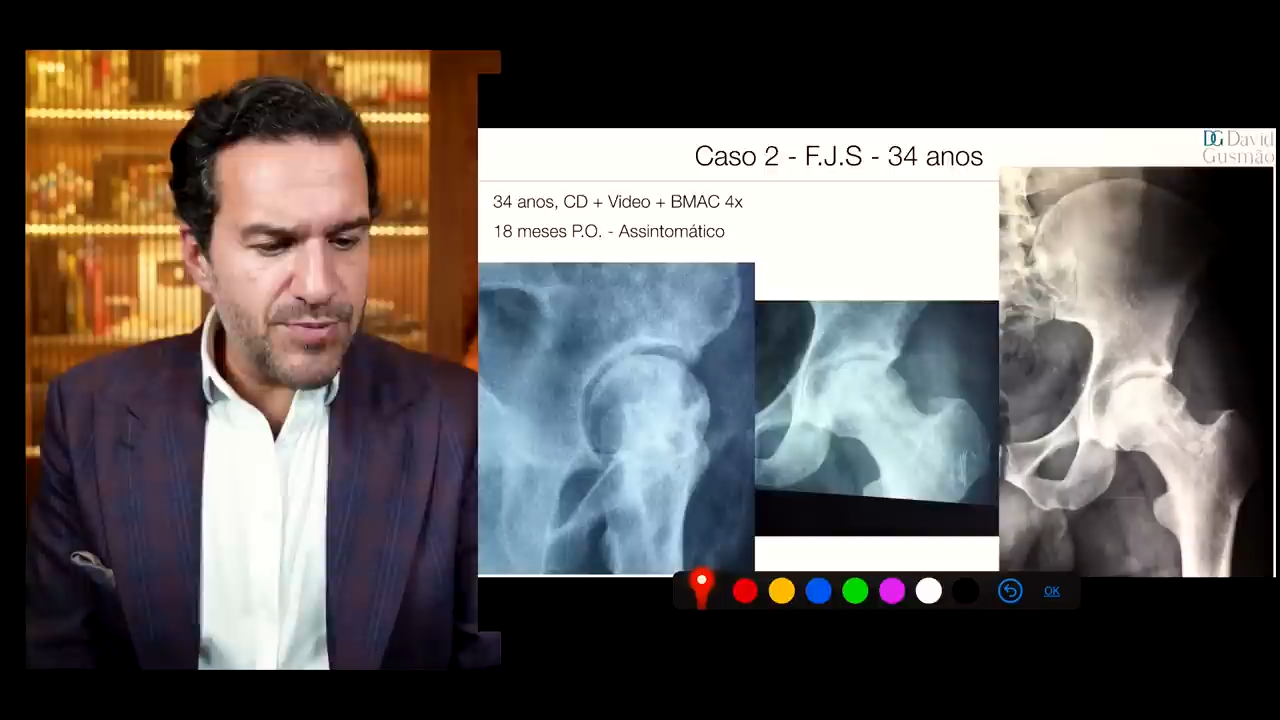 Caso 2 - F.J.S - 34 anos
DG David
Gusmão
34 anos, CD + Video + BMAC 4x
18 meses P.O. - Assintomático
OK